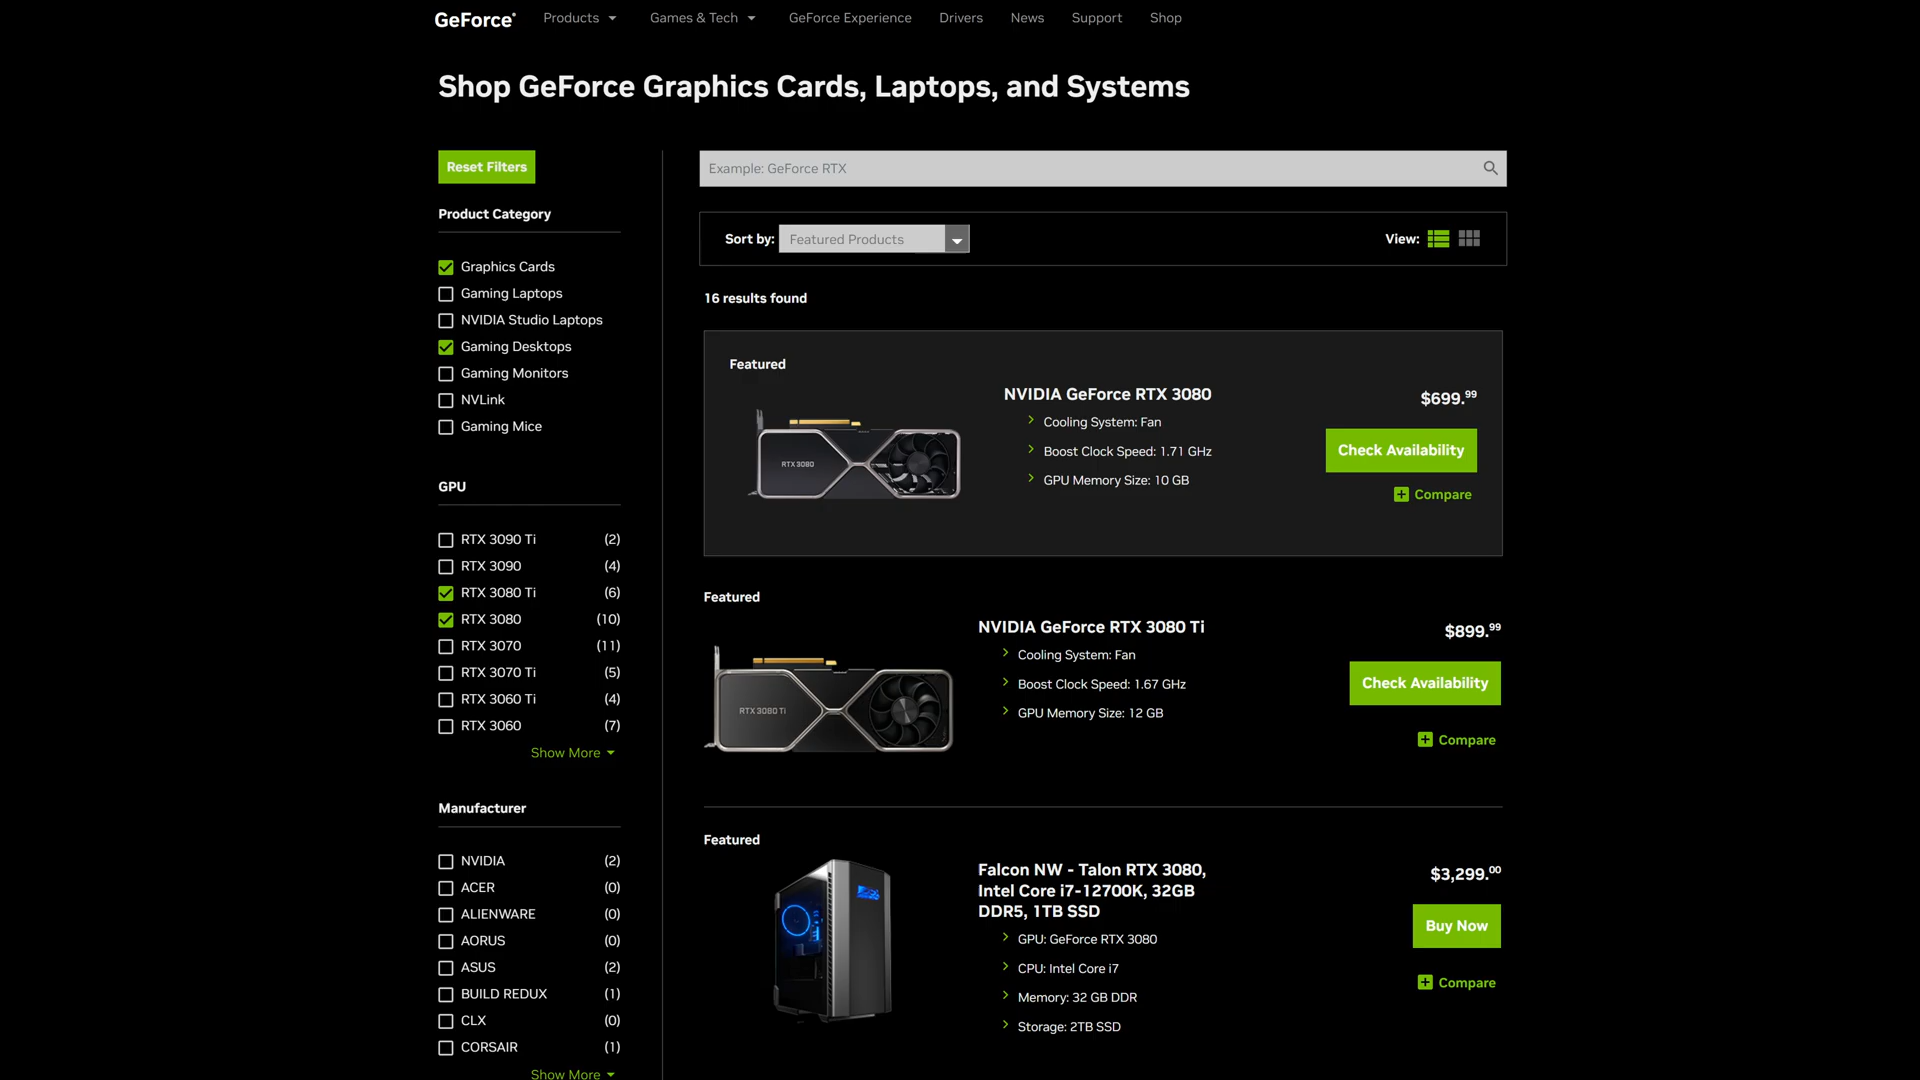 GeForce®
Products
Games & Tech
GeForce Experience
Drivers
News
Support
Shop
Shop GeForce Graphics Cards, Laptops, and Systems
Reset Filters
Product Category
Graphics Cards
Gaming Laptops
NVIDIA Studio Laptops
Gaming Desktops
Gaming Monitors
NVLink
Gaming Mice
GPU
RTX 3090 Ti (2)
RTX 3090 (4)
RTX 3080 Ti (6)
RTX 3080 (10)
RTX 3070 (11)
RTX 3070 Ti (5)
RTX 3060 Ti (4)
RTX 3060 (7)
Show More
Manufacturer
NVIDIA (2)
ACER (0)
ALIENWARE (0)
AORUS (0)
ASUS (2)
BUILD REDUX (1)
CLX (0)
CORSAIR (1)
Show More
Example: GeForce RTX
Sort by: Featured Products
View:
16 results found
Featured
RTX 3080
NVIDIA GeForce RTX 3080
Cooling System: Fan
Boost Clock Speed: 1.71 GHz
GPU Memory Size: 10 GB
$699.99
Check Availability
Compare
Featured
RTX 3080 Ti
NVIDIA GeForce RTX 3080 Ti
Cooling System: Fan
Boost Clock Speed: 1.67 GHz
GPU Memory Size: 12 GB
$899.99
Check Availability
Compare
Featured
Falcon NW - Talon RTX 3080,
Intel Core i7-12700K, 32GB
DDR5, 1TB SSD
GPU: GeForce RTX 3080
CPU: Intel Core i7
Memory: 32 GB DDR
Storage: 2TB SSD
$3,299.00
Buy Now
Compare